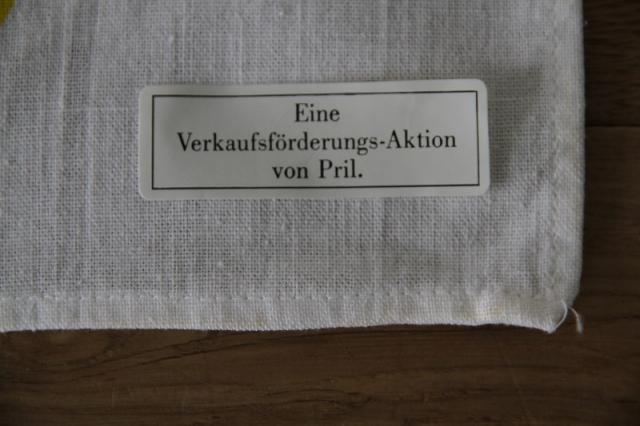 Eine
Verkaufsförderungs-Aktion
von Pril.